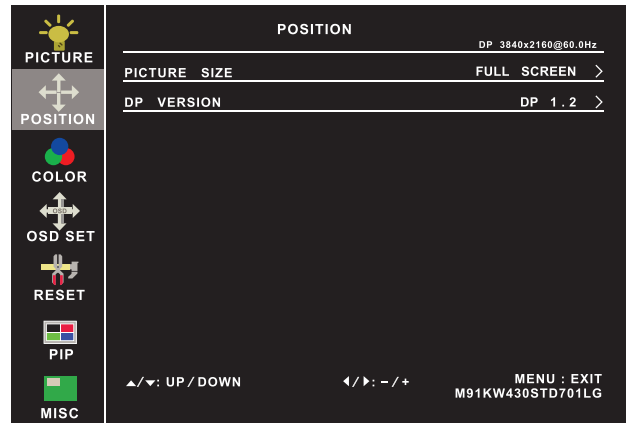 POSITION
DP 3840x2160@60.0Hz
PICTURE
PICTURE SIZE FULL SCREEN >
DP VERSION DP 1.2 >
POSITION
COLOR
OSD
OSD SET
RESET
PIP
▲/▼: UP / DOWN ◀/▶: – / + MENU : EXIT
M91KW430STD701LG
MISC